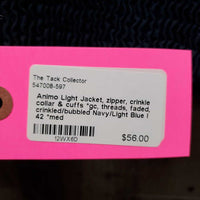 The Tack Collector
547008-597
Animo Light Jacket, zipper, crinkle
collar & cuffs *gc, threads, faded,
crinkled/bubbled Navy/Light Blue I
42 *med
12WX6D
$56.00